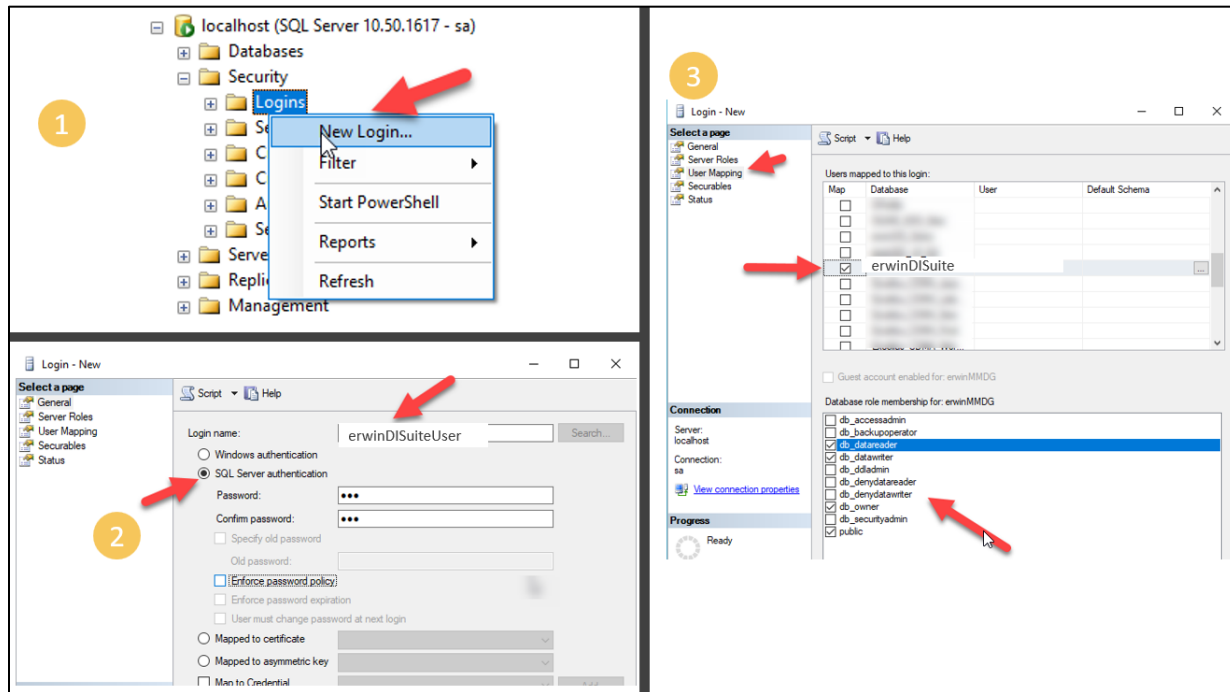 1
localhost (SQL Server 10.50.1617 - sa)
Databases
Security
Logins
New Login...
Filter
Start PowerShell
Reports
Refresh
Management
2
Login - New
Select a page
General
Server Roles
User Mapping
Securables
Status
Script
Help
Login name:
erwinDISuiteUser
Search...
Windows authentication
SQL Server authentication
Password:
•••
Confirm password:
•••
Specify old password
Old password:
Enforce password policy
Enforce password expiration
User must change password at next login
Mapped to certificate
Mapped to asymmetric key
Map to Credential
Add
3
Login - New
Select a page
General
Server Roles
User Mapping
Securables
Status
Script
Help
Users mapped to this login:
Map Database User Default Schema
erwinDISuite
...
Guest account enabled for: erwinMMDG
Database role membership for: erwinMMDG
db_accessadmin
db_backupoperator
db_datareader
db_datawriter
db_ddladmin
db_denydatareader
db_denydatawriter
db_owner
db_securityadmin
public
Connection
Server:
localhost
Connection:
sa
View connection properties
Progress
Ready